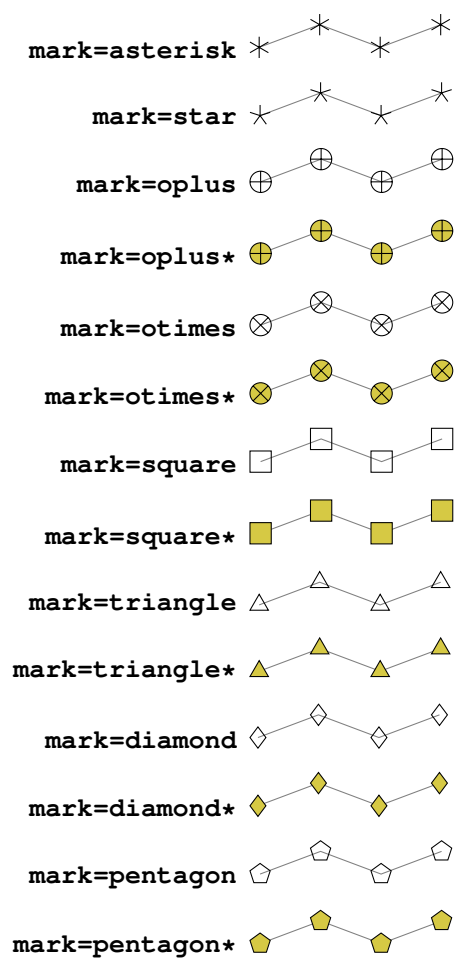 mark=asterisk
mark=star
mark=oplus
mark=oplus*
mark=otimes
mark=otimes*
mark=square
mark=square*
mark=triangle
mark=triangle*
mark=diamond
mark=diamond*
mark=pentagon
mark=pentagon*